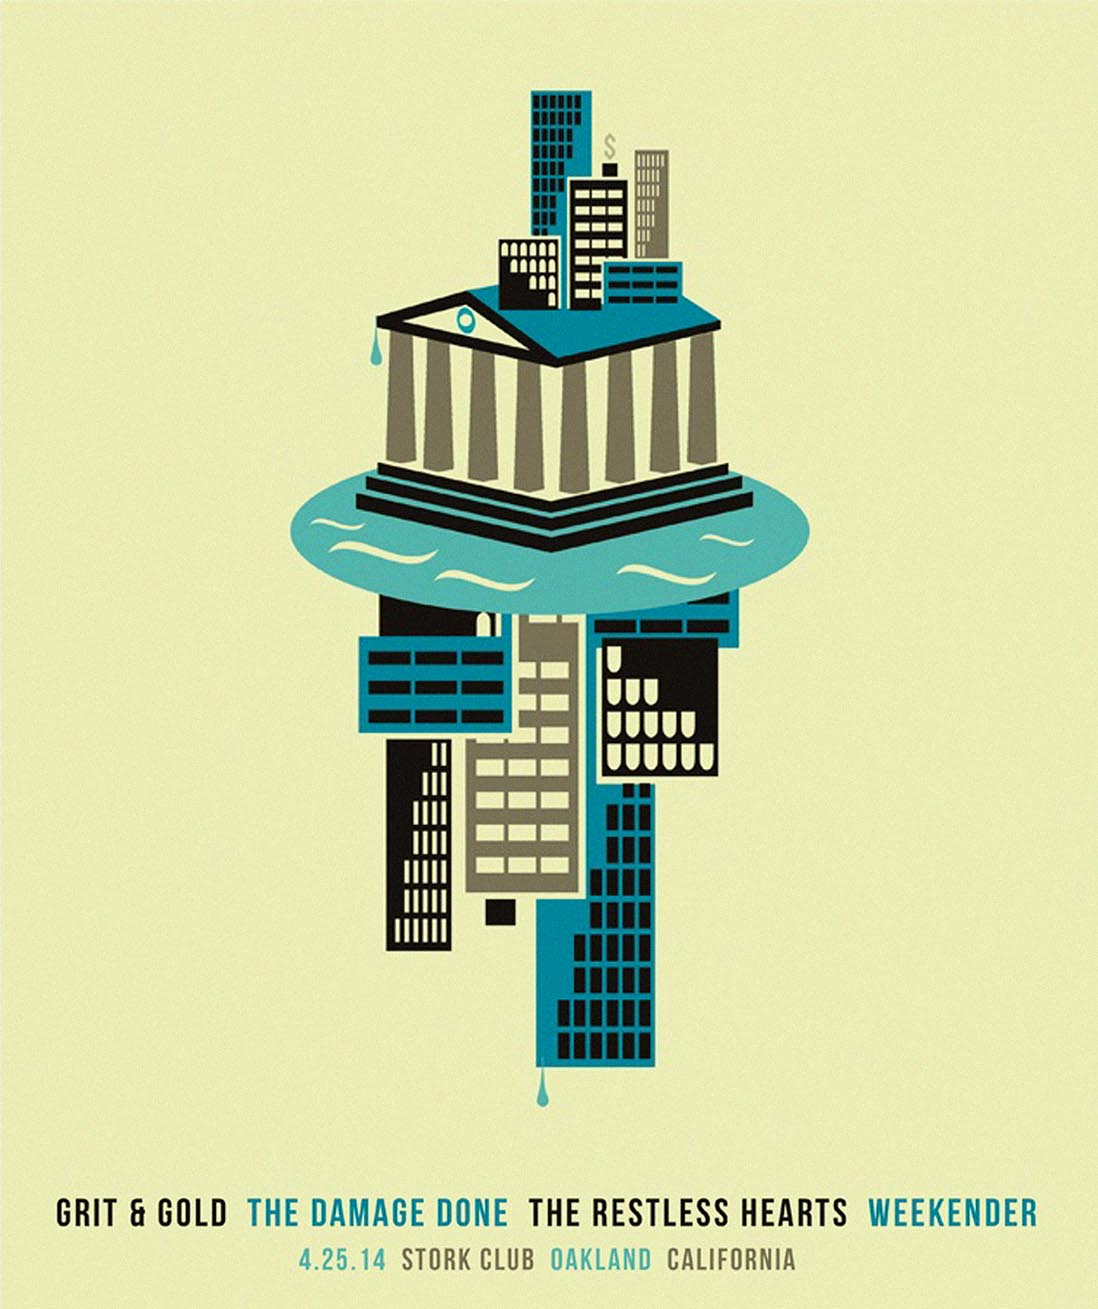 $
GRIT & GOLD THE DAMAGE DONE THE RESTLESS HEARTS WEEKENDER
4.25.14 STORK CLUB OAKLAND CALIFORNIA